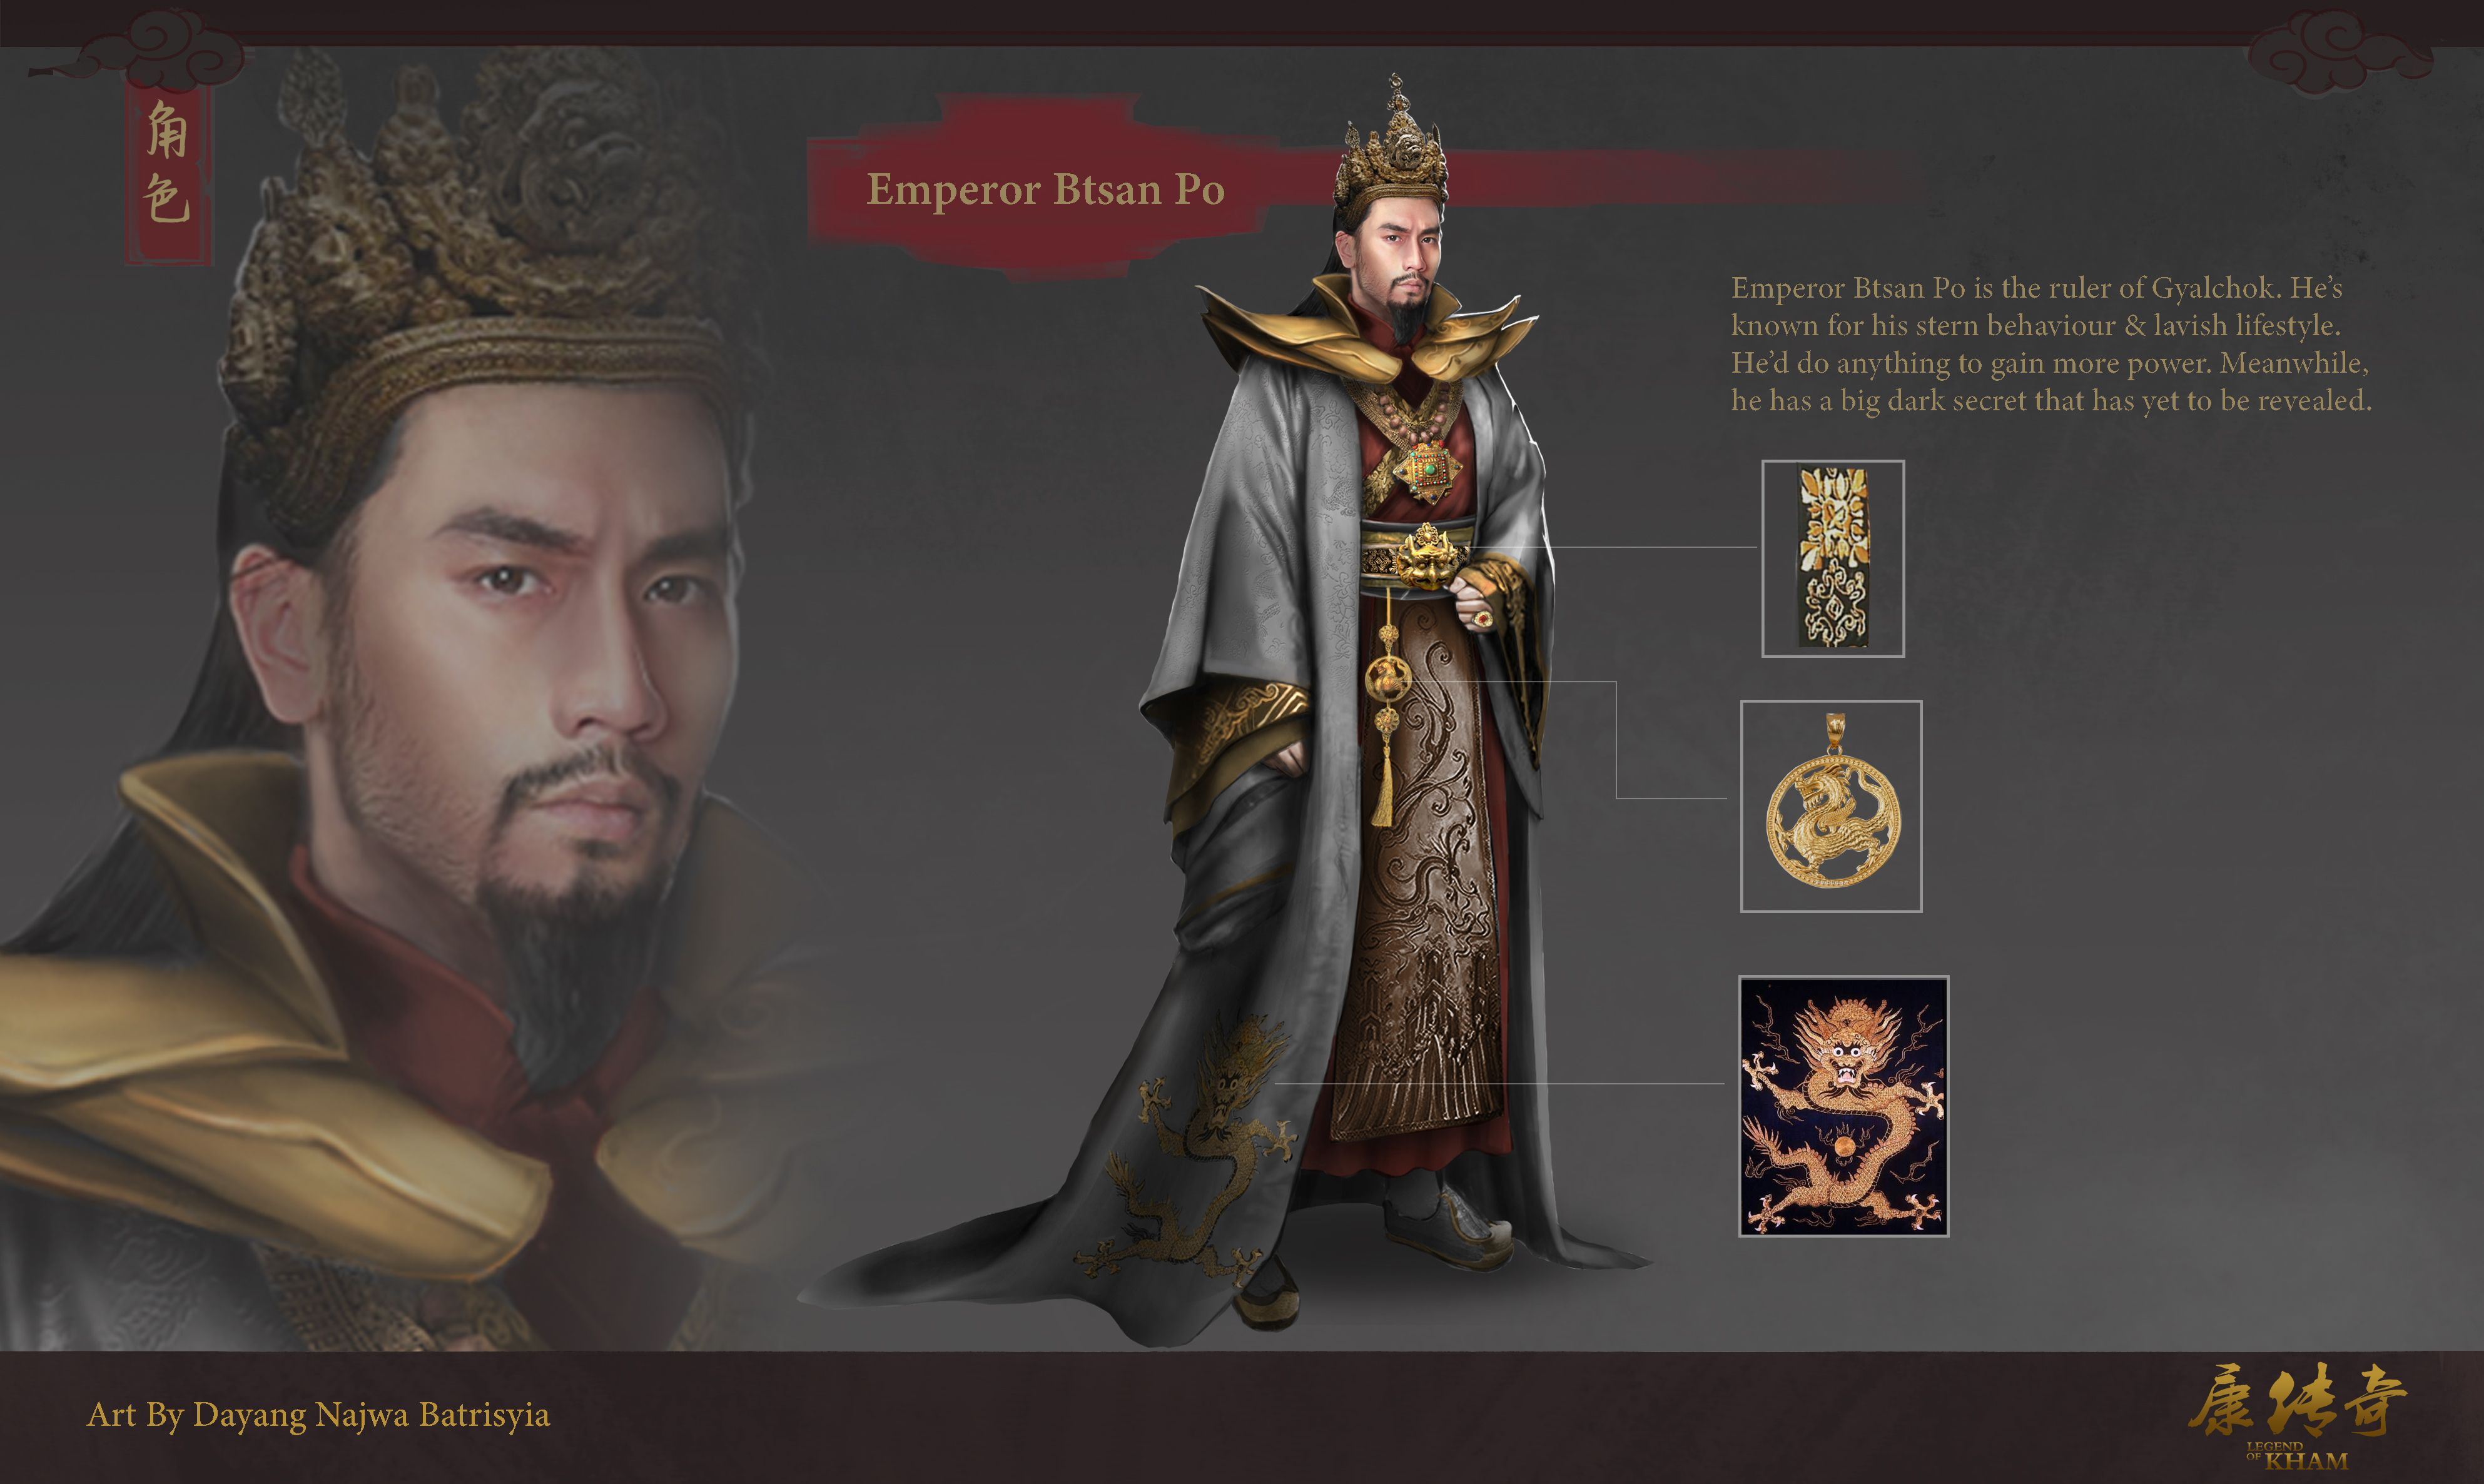 角
色
Emperor Btsan Po
Emperor Btsan Po is the ruler of Gyalchok. He’s
known for his stern behaviour & lavish lifestyle.
He’d do anything to gain more power. Meanwhile,
he has a big dark secret that has yet to be revealed.
Art By Dayang Najwa Batrisyia
康传奇
LEGEND
OF KHAM